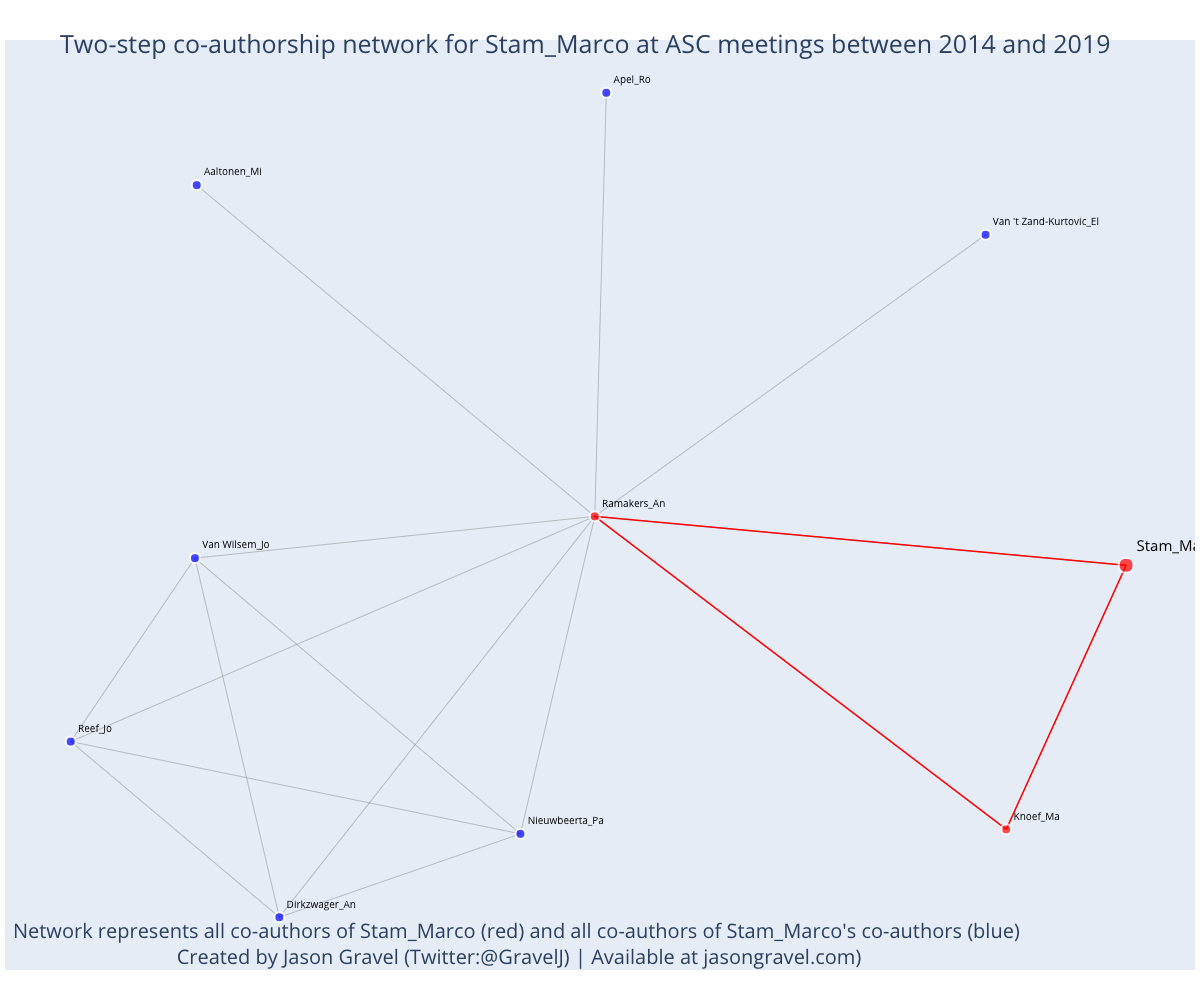 Two-step co-authorship network for Stam_Marco at ASC meetings between 2014 and 2019
Apel_Ro
Aaltonen_Mi
Van 't Zand-Kurtovic_El
Ramakers_An
Van Wilsem_Jo
Stam_Ma
Reef_Jo
Nieuwbeerta_Pa
Knoef_Ma
Dirkzwager_An
Network represents all co-authors of Stam_Marco (red) and all co-authors of Stam_Marco's co-authors (blue)
Created by Jason Gravel (Twitter:@GravelJ) | Available at jasongravel.com)